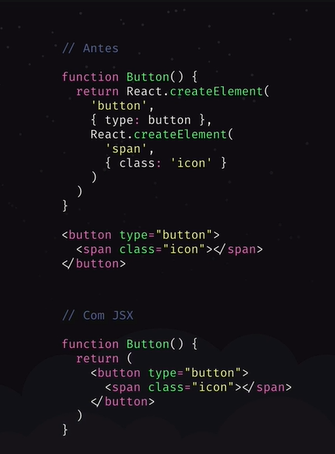 // Antes
function Button() {
return React.createElement(
'button',
{ type: button },
React.createElement(
'span',
{ class: 'icon' }
)
)
}
<button type="button">
<span class="icon"></span>
</button>
// Com JSX
function Button() {
return (
<button type="button">
<span class="icon"></span>
</button>
)
}